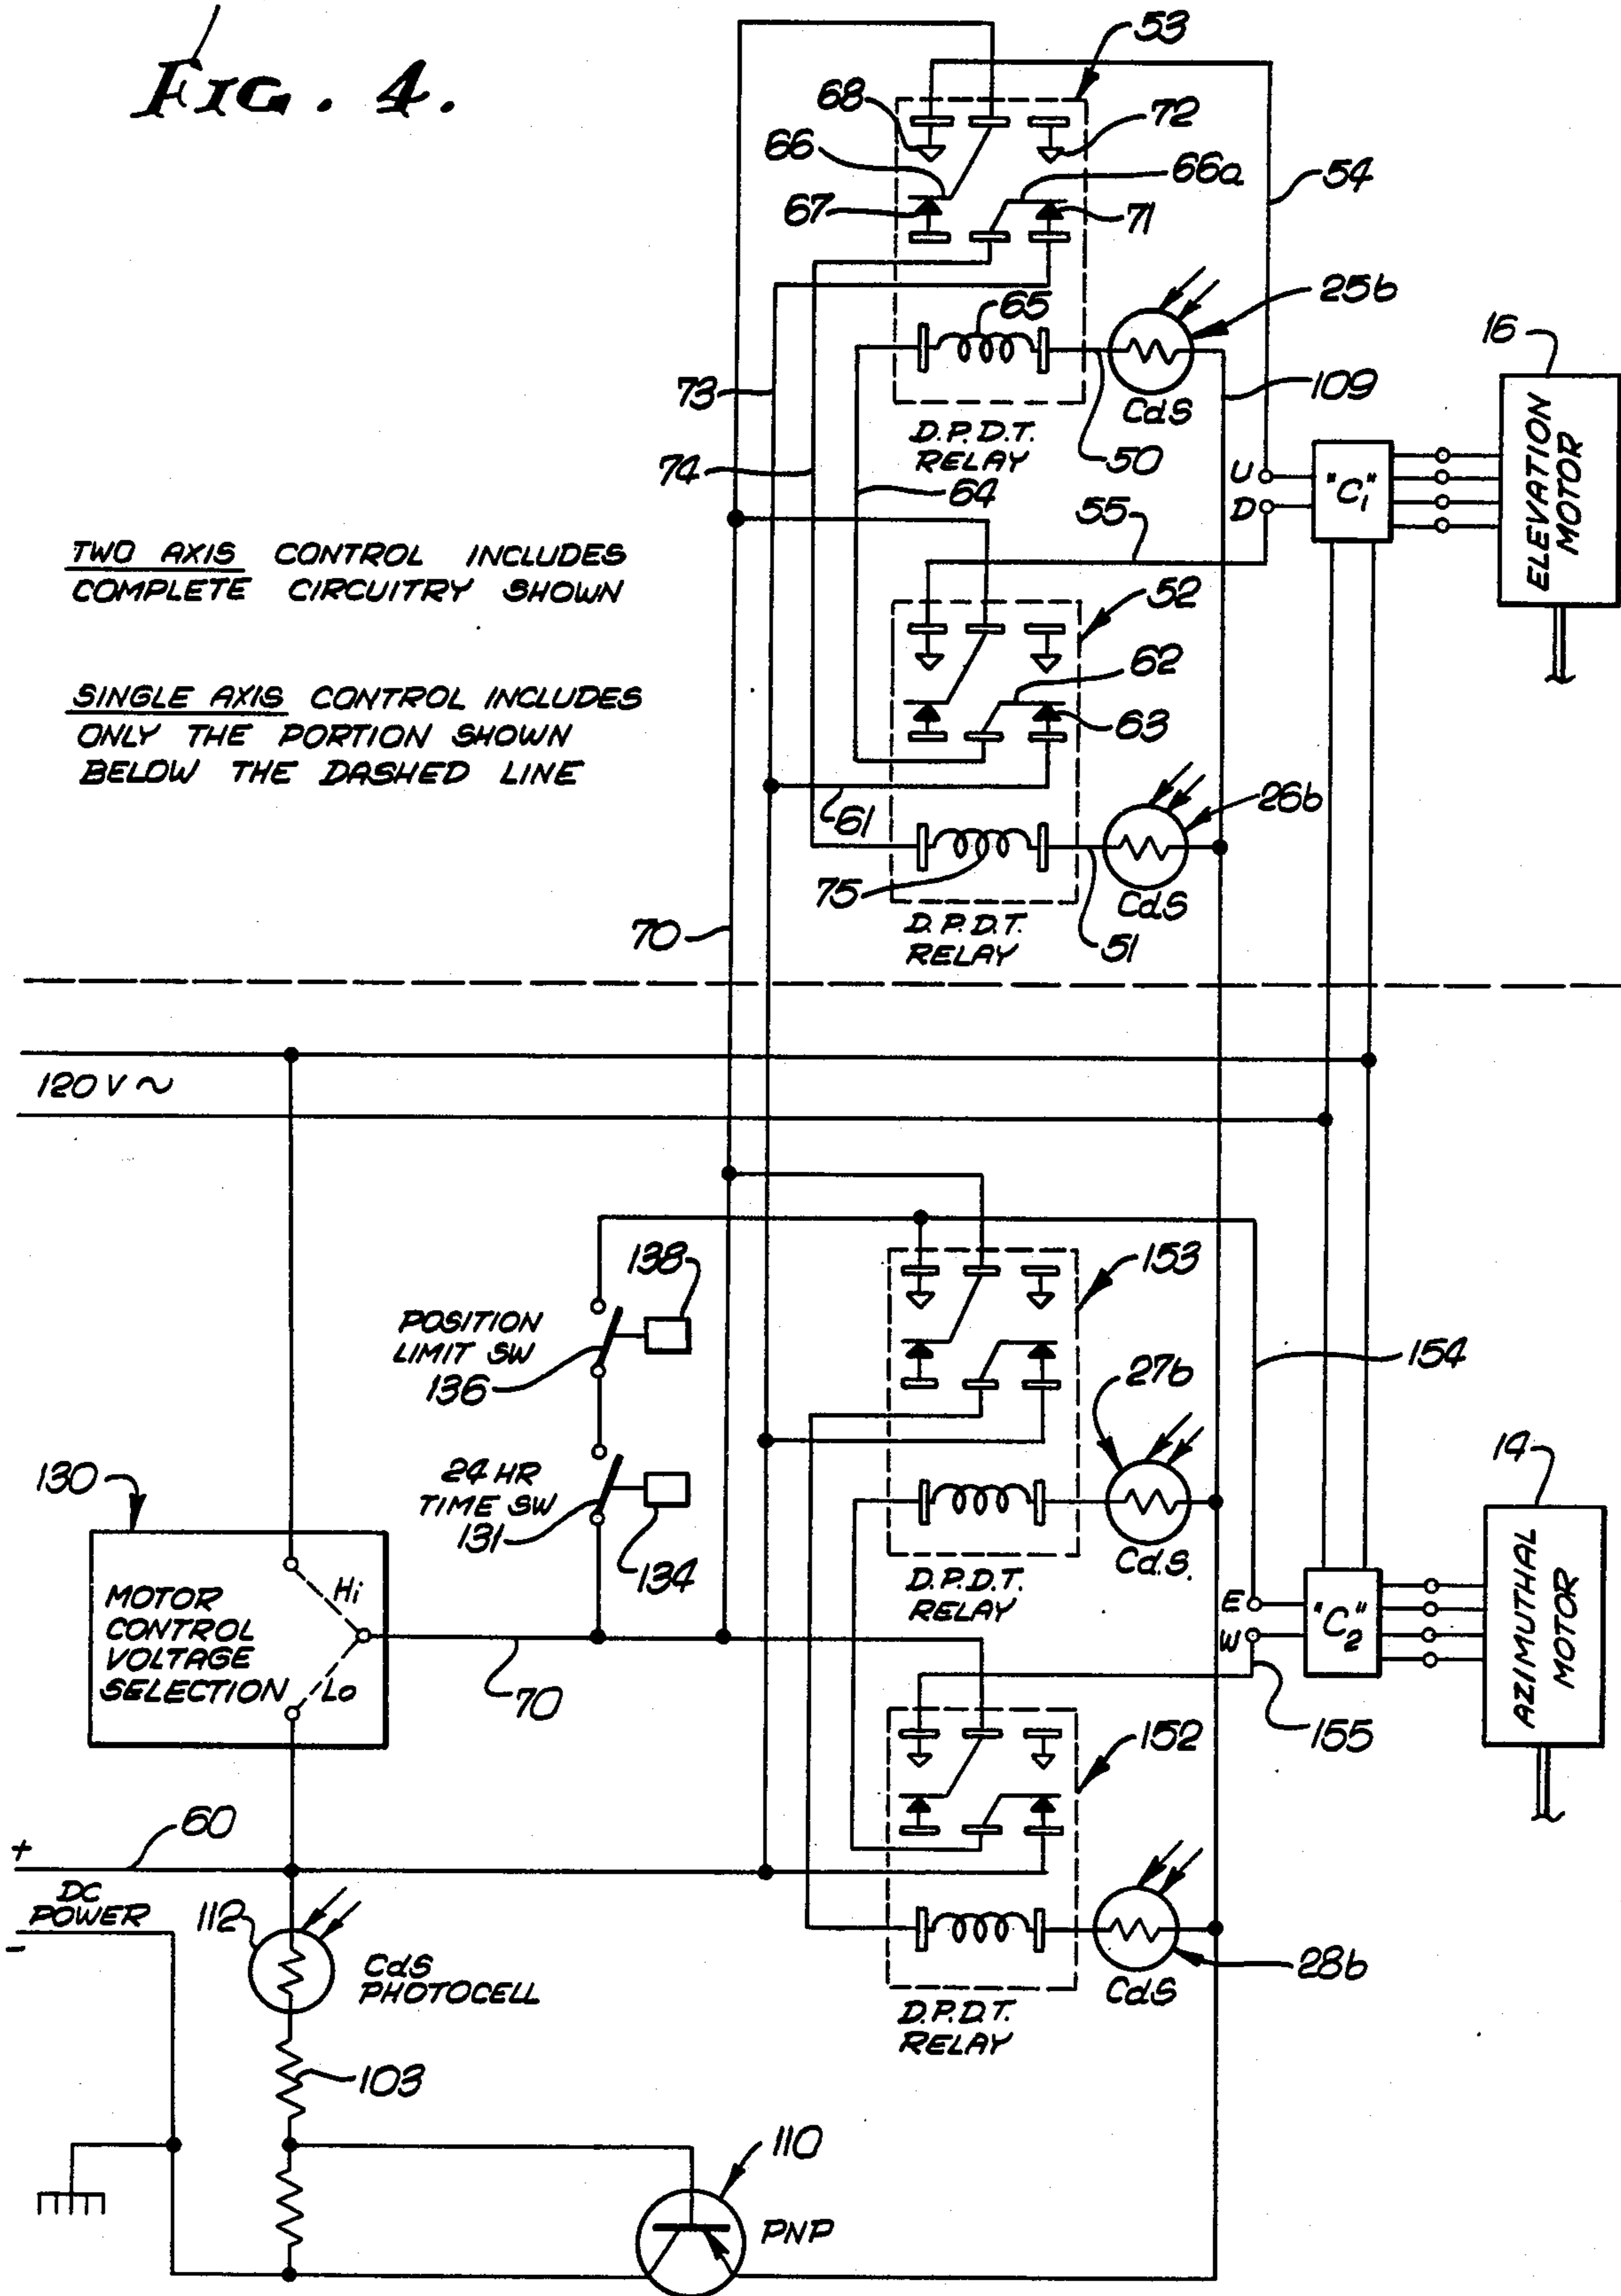 FIG. 4.
53
68
72
66
66a
54
67
71
65
25b
16
73
109
CdS
D.P.D.T.
RELAY
50
ELEVATION
MOTOR
74
64
U
"C1"
D
55
TWO AXIS CONTROL INCLUDES
COMPLETE CIRCUITRY SHOWN
52
62
SINGLE AXIS CONTROL INCLUDES
ONLY THE PORTION SHOWN
BELOW THE DASHED LINE
63
61
26b
75
CdS
D.P.D.T.
RELAY
51
70
120 V ~
153
138
POSITION
LIMIT SW
136
154
27b
130
24 HR
TIME SW
131
134
14
CdS.
Hi
MOTOR
CONTROL
VOLTAGE
SELECTION
Lo
D.P.D.T.
RELAY
E
"C2"
W
AZIMUTHAL
MOTOR
70
155
152
60
+
DC
POWER
-
112
CdS
PHOTOCELL
28b
CdS
D.P.D.T.
RELAY
103
110
PNP